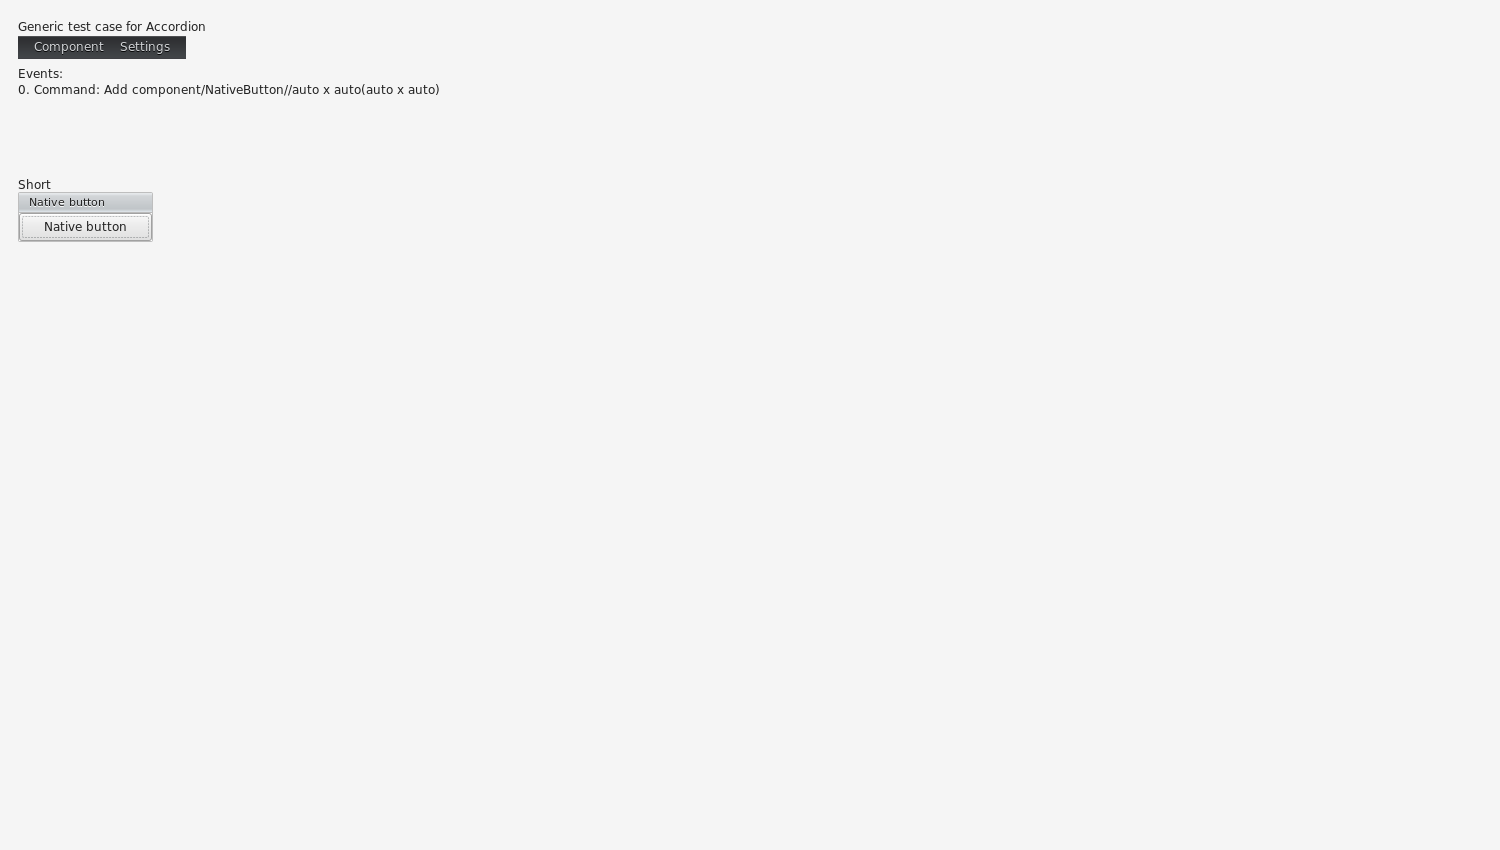 Generic test case for Accordion
Component Settings
Events:
0. Command: Add component/NativeButton//auto x auto(auto x auto)
Short
Native button
Native button